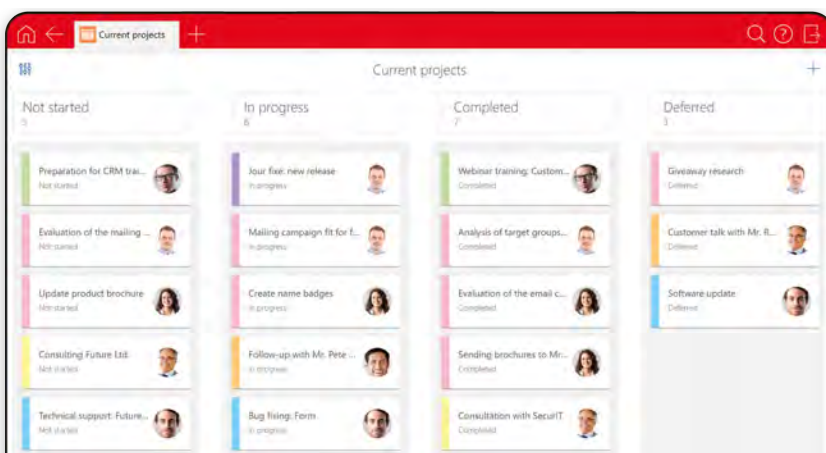 Current projects
Current projects
Not started
5
In progress
6
Completed
7
Deferred
3
Preparation for CRM trai...
Not started
Evaluation of the mailing ...
Not started
Update product brochure
Not started
Consulting Future Ltd.
Not started
Technical support: Future...
Not started
Jour fixe: new release
In progress
Mailing campaign fit for f...
In progress
Create name badges
In progress
Follow-up with Mr. Pete ...
In progress
Bug fixing: Form
In progress
Webinar training: Custom...
Completed
Analysis of target groups...
Completed
Evaluation of the email c...
Completed
Sending brochures to Mr...
Completed
Consultation with SecurIT
Completed
Giveaway research
Deferred
Customer talk with Mr. R...
Deferred
Software update
Deferred